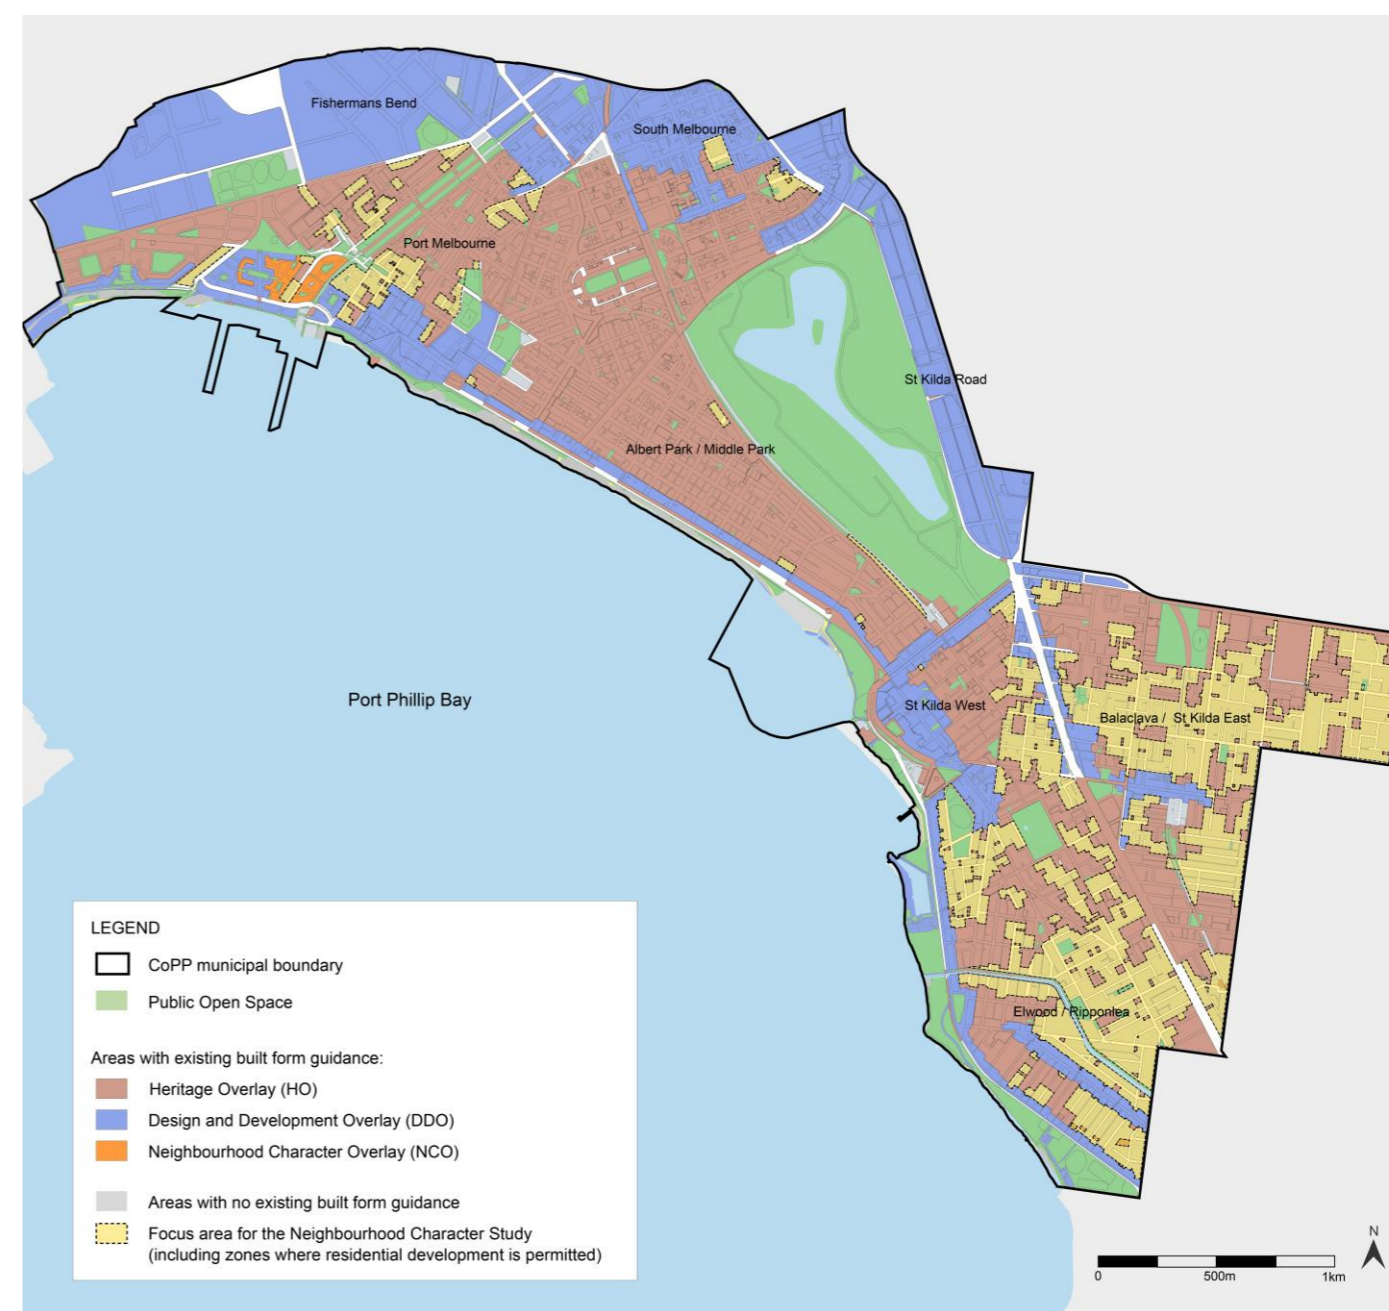 Fishermans Bend
South Melbourne
Port Melbourne
St Kilda Road
Albert Park / Middle Park
Port Phillip Bay
St Kilda West
Balaclava / St Kilda East
Elwood / Ripponlea
LEGEND
CoPP municipal boundary
Public Open Space
Areas with existing built form guidance:
Heritage Overlay (HO)
Design and Development Overlay (DDO)
Neighbourhood Character Overlay (NCO)
Areas with no existing built form guidance
Focus area for the Neighbourhood Character Study
(including zones where residential development is permitted)
N
0 500m 1km